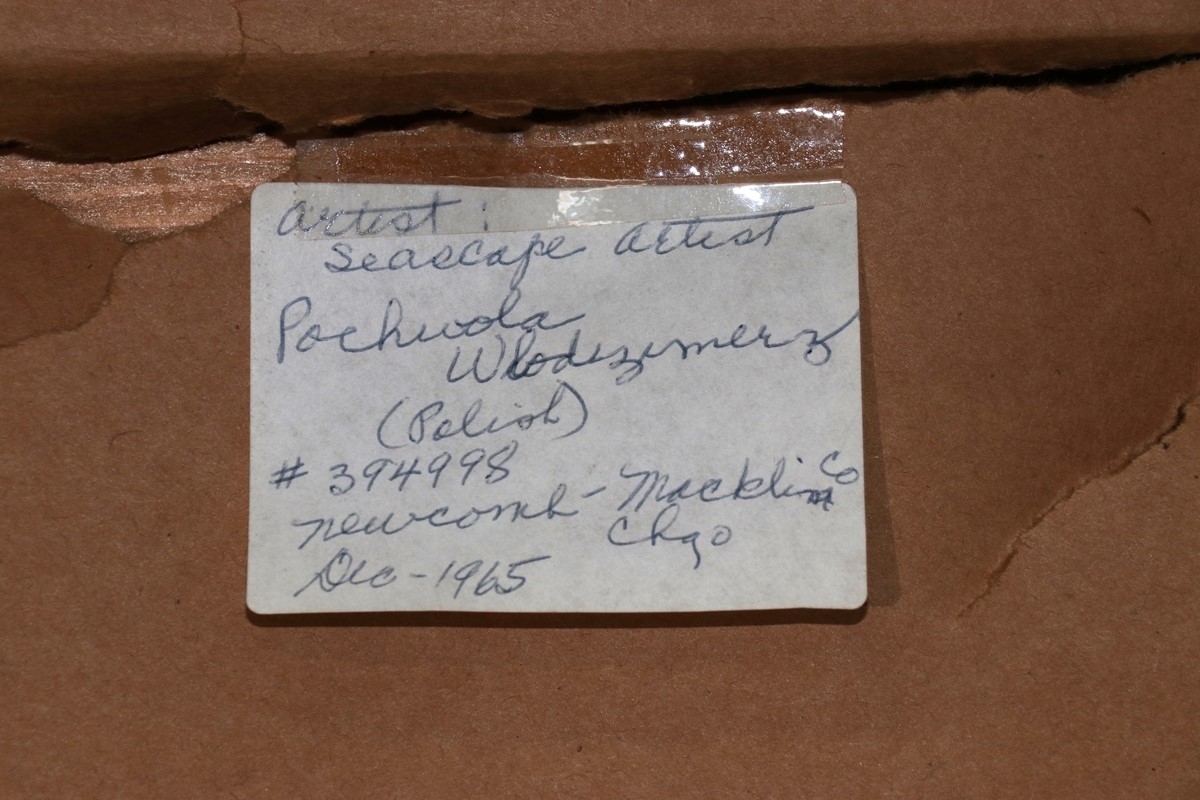 Artist :
Seascape Artist
Pochwola
Wlodzimerz
(Polish)
# 394998
Newcomb - Macklin Co
Chgo
Dec - 1965